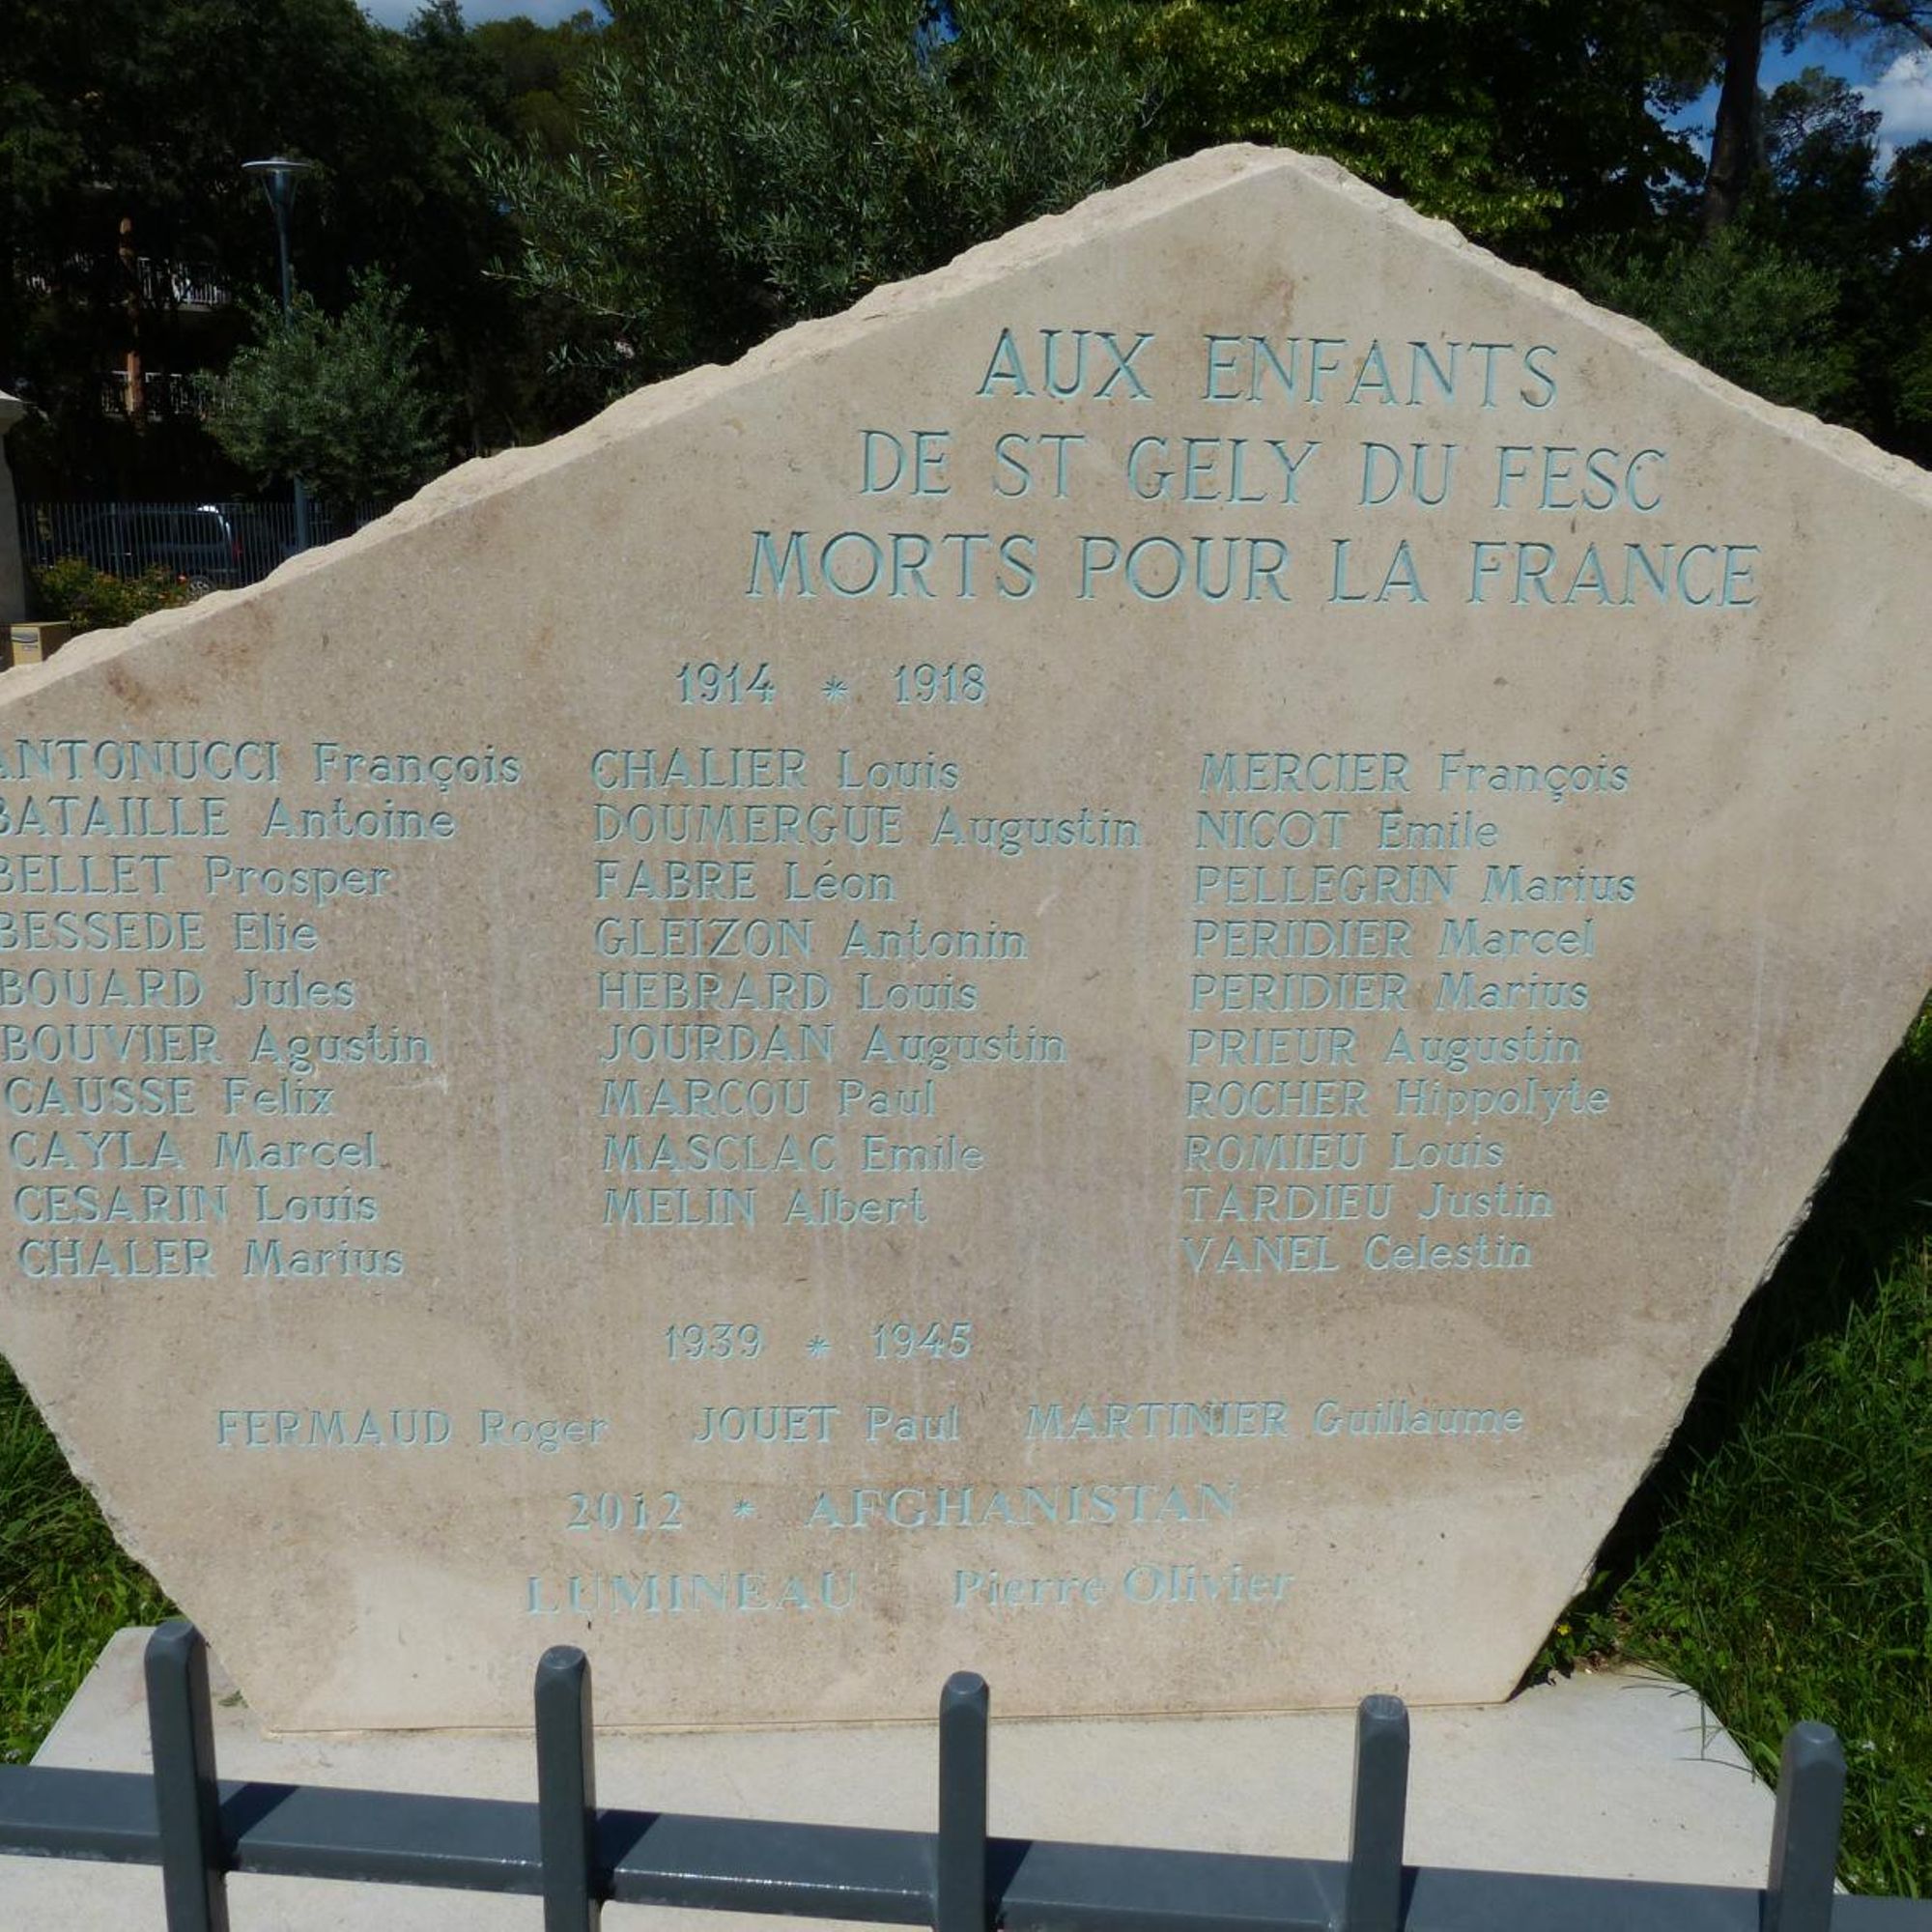 AUX ENFANTS
DE ST GELY DU FESC
MORTS POUR LA FRANCE
1914 * 1918
ANTONUCCI François
BATAILLE Antoine
BELLET Prosper
BESSEDE Elie
BOUARD Jules
BOUVIER Agustin
CAUSSE Felix
CAYLA Marcel
CESARIN Louis
CHALER Marius
CHALIER Louis
DOUMERGUE Augustin
FABRE Léon
GLEIZON Antonin
HEBRARD Louis
JOURDAN Augustin
MARCOU Paul
MASCLAC Emile
MELIN Albert
MERCIER François
NICOT Emile
PELLEGRIN Marius
PERIDIER Marcel
PERIDIER Marius
PRIEUR Augustin
ROCHER Hippolyte
ROMIEU Louis
TARDIEU Justin
VANEL Celestin
1939 * 1945
FERMAUD Roger JOUET Paul MARTINIER Guillaume
2012 * AFGHANISTAN
LUMINEAU Pierre Olivier